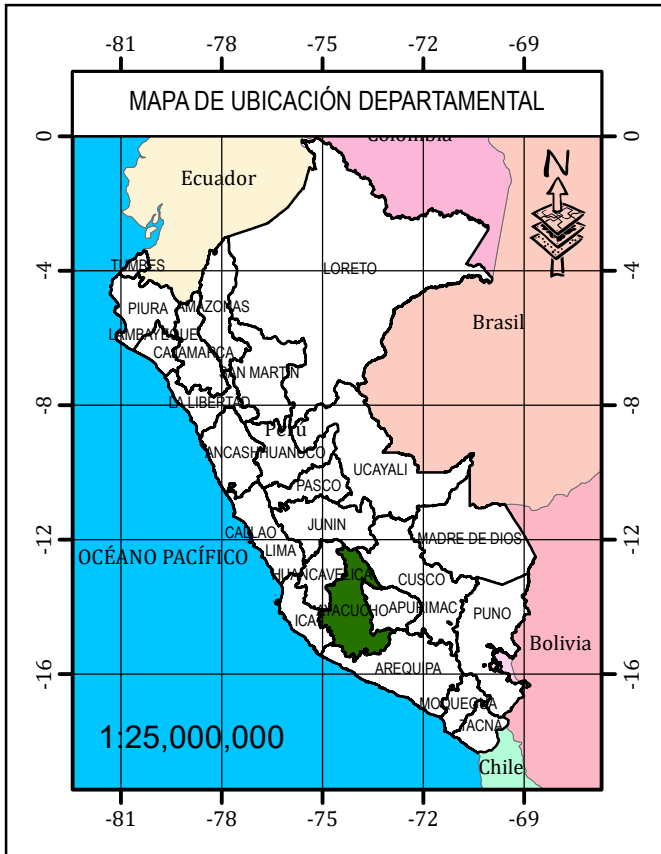 -81 -78 -75 -72 -69
MAPA DE UBICACIÓN DEPARTAMENTAL
0 0
Colombia
N
Ecuador
TUMBES
LORETO
-4 -4
PIURA
AMAZONAS
Brasil
LAMBAYEQUE
CAJAMARCA
SAN MARTIN
LA LIBERTAD
-8 -8
Perú
ANCASH
HUANUCO
UCAYALI
PASCO
JUNIN
CALLAO
MADRE DE DIOS
-12 -12
LIMA
OCÉANO PACÍFICO
HUANCAVELICA
CUSCO
AYACUCHO
APURIMAC
PUNO
ICA
Bolivia
AREQUIPA
-16 -16
MOQUEGUA
TACNA
1:25,000,000
Chile
-81 -78 -75 -72 -69